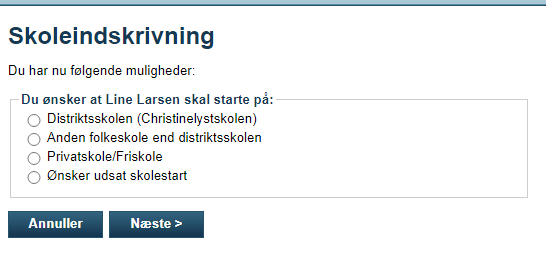 Skoleindskrivning
Du har nu følgende muligheder:
Du ønsker at Line Larsen skal starte på:
Distriktsskolen (Christinelystskolen)
Anden folkeskole end distriktsskolen
Privatskole/Friskole
Ønsker udsat skolestart
Annuller
Næste >